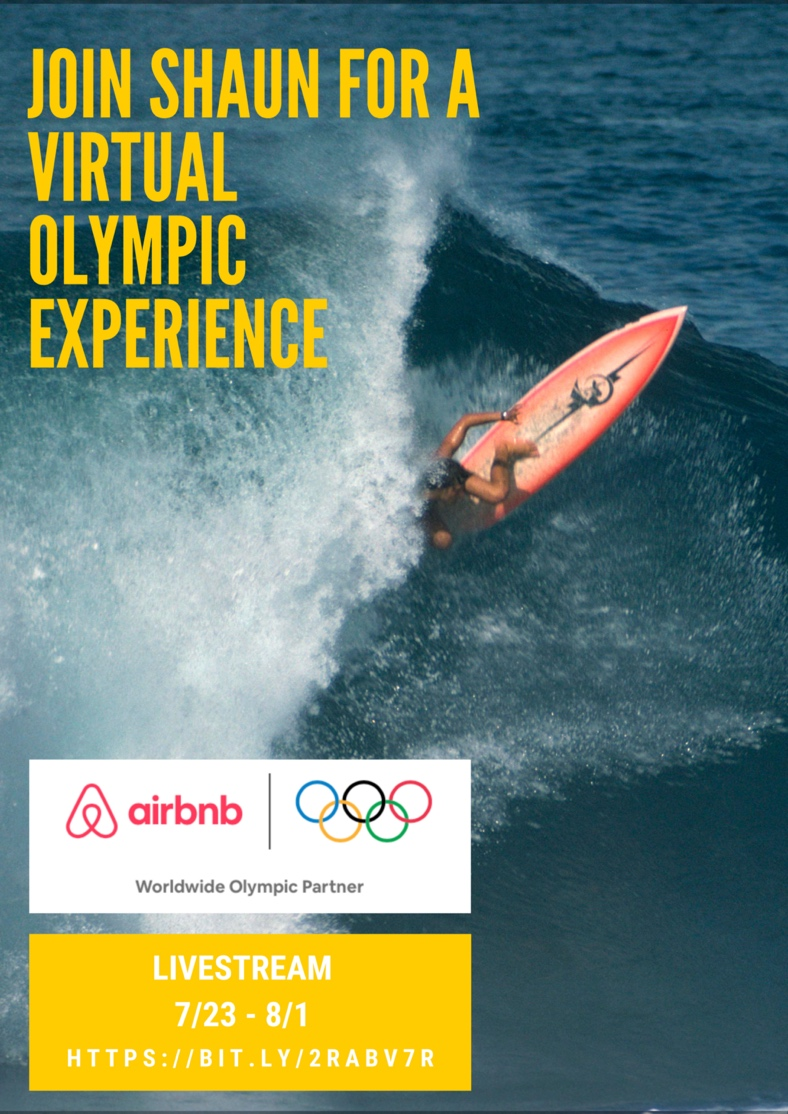 JOIN SHAUN FOR A
VIRTUAL
OLYMPIC
EXPERIENCE
airbnb
Worldwide Olympic Partner
LIVESTREAM
7/23 - 8/1
HTTPS://BIT.LY/2RABV7R